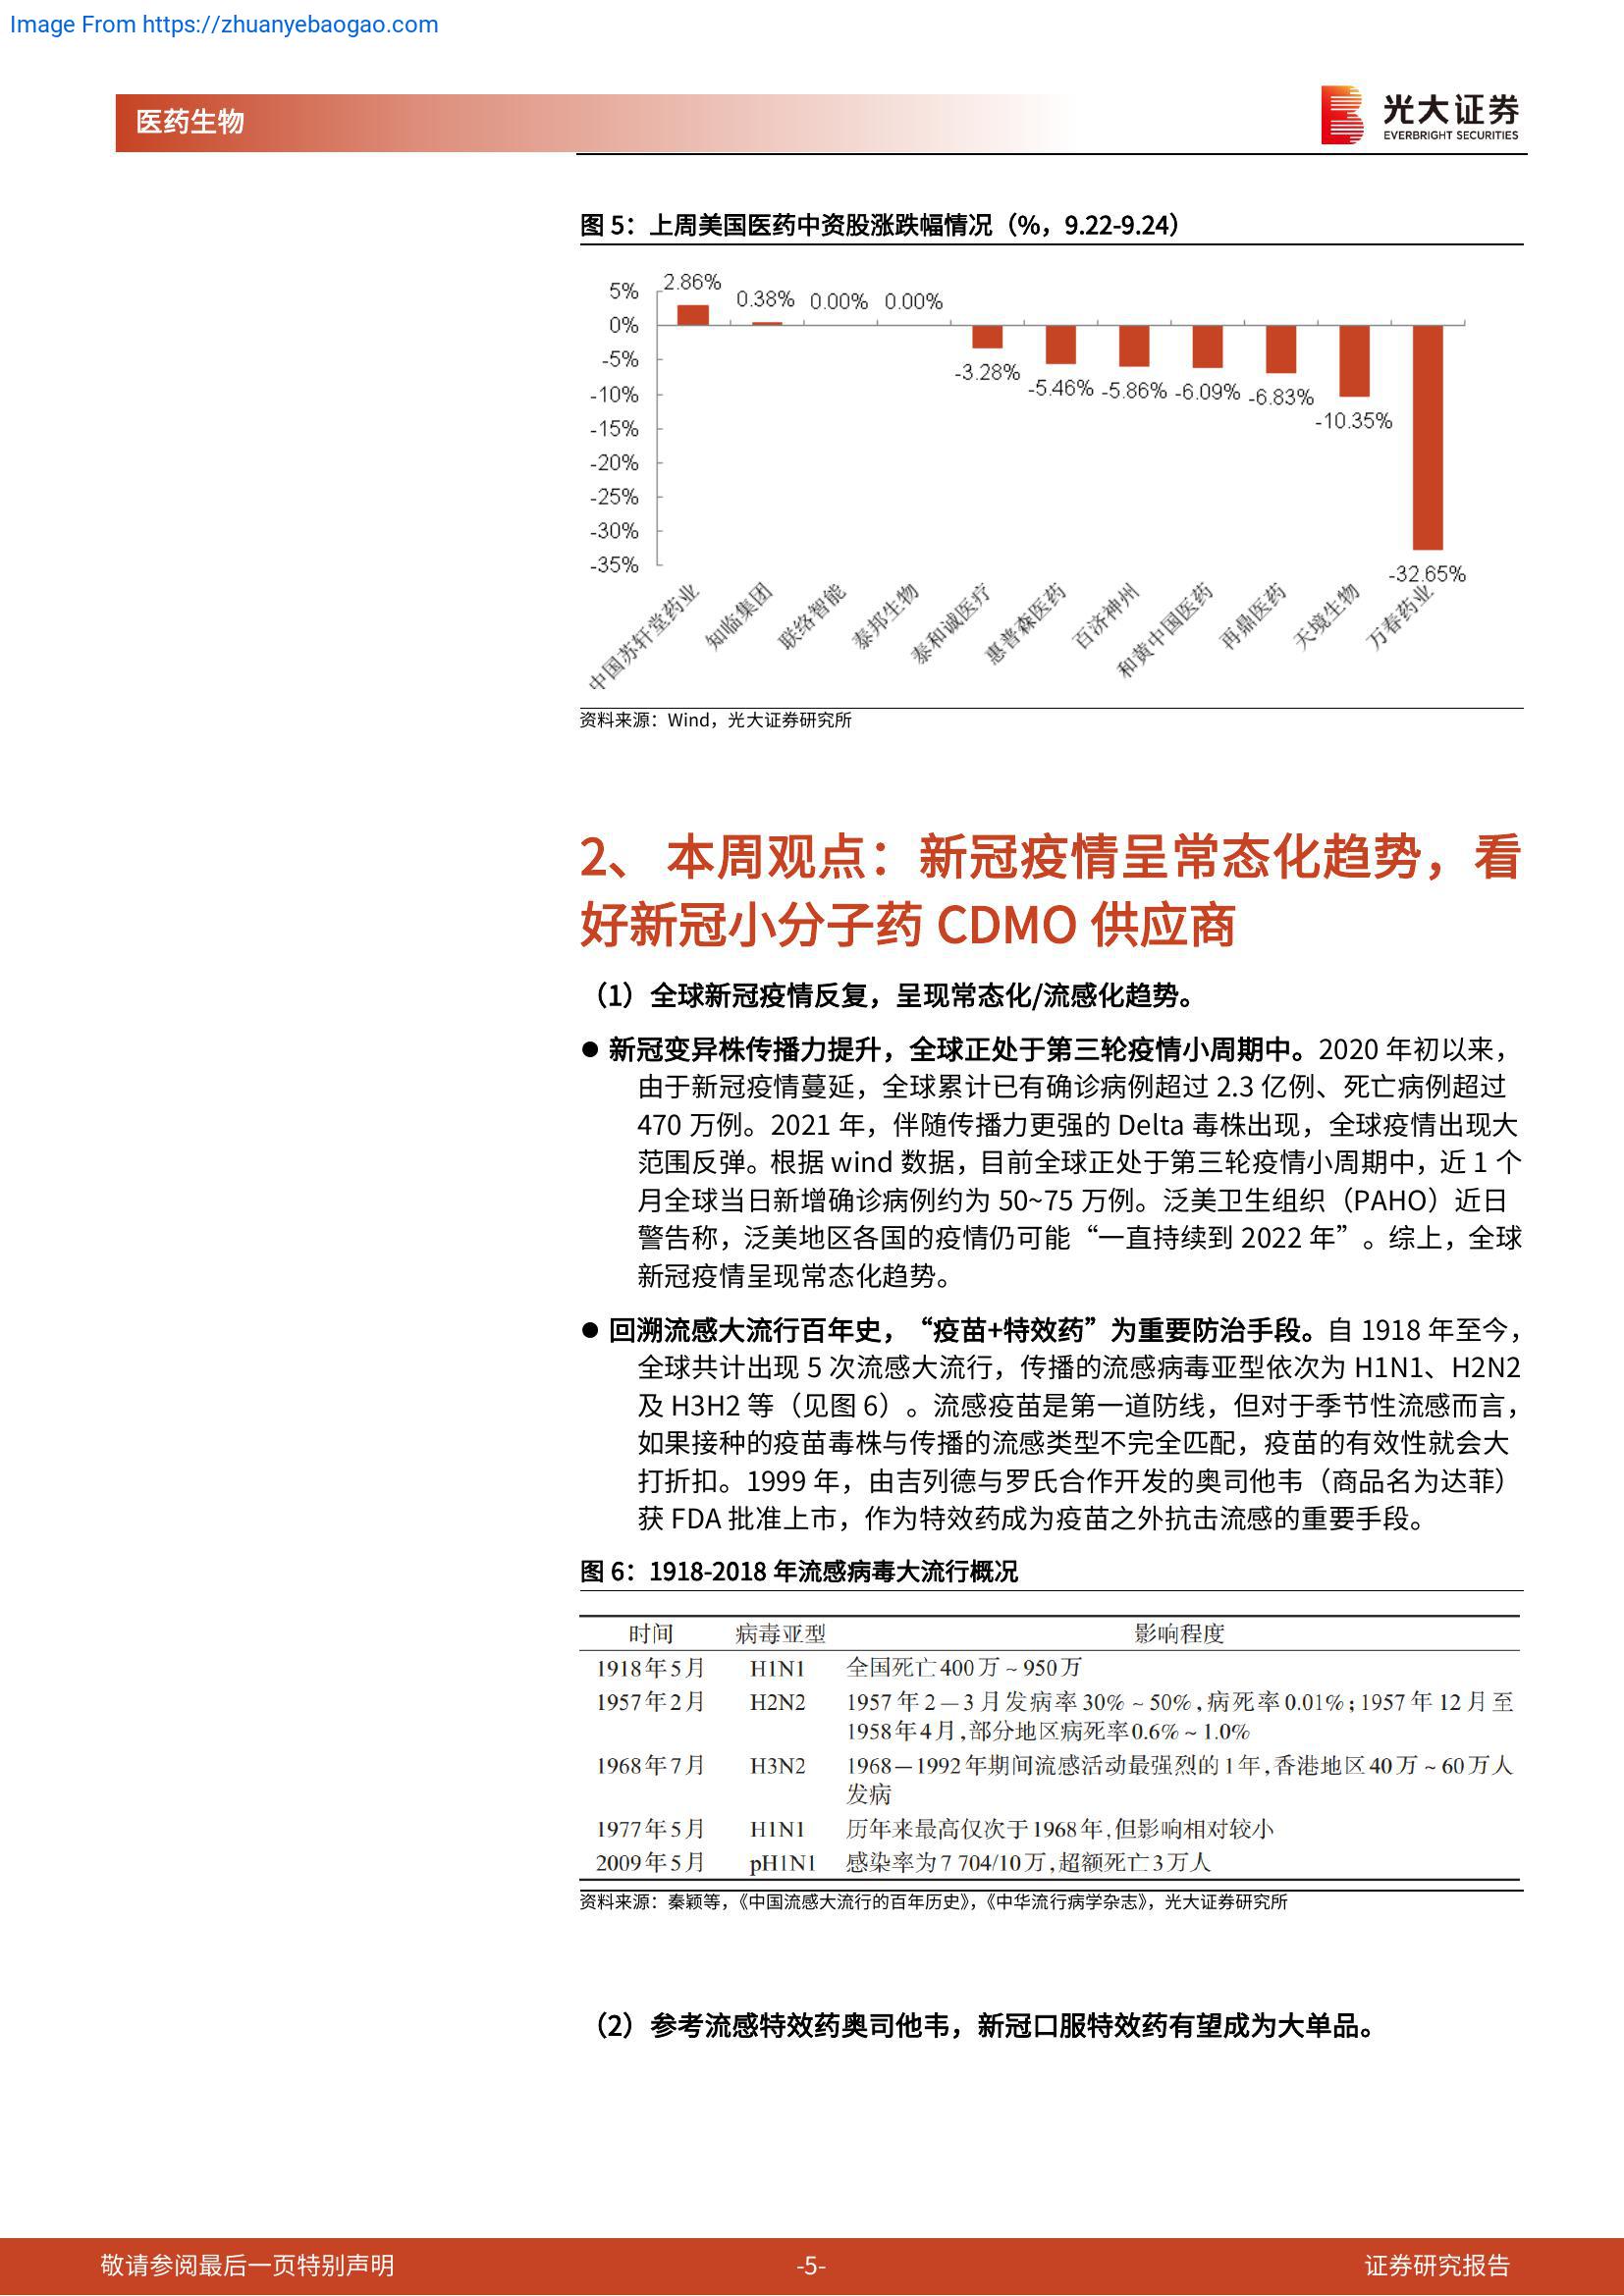 Image From https://zhuanyebaogao.com
医药生物
光大证券
EVERBRIGHT SECURITIES
图 5：上周美国医药中资股涨跌幅情况（%，9.22-9.24）
5%
0%
-5%
-10%
-15%
-20%
-25%
-30%
-35%
2.86%
0.38%
0.00%
0.00%
-3.28%
-5.46%
-5.86%
-6.09%
-6.83%
-10.35%
-32.65%
中国苏轩堂药业
知临集团
联络智能
泰邦生物
泰和诚医疗
惠普森医药
百济神州
和黄中国医药
再鼎医药
天境生物
万春药业
资料来源：Wind，光大证券研究所
2、 本周观点：新冠疫情呈常态化趋势，看
好新冠小分子药 CDMO 供应商
（1）全球新冠疫情反复，呈现常态化/流感化趋势。
● 新冠变异株传播力提升，全球正处于第三轮疫情小周期中。2020 年初以来，
由于新冠疫情蔓延，全球累计已有确诊病例超过 2.3 亿例、死亡病例超过
470 万例。2021 年，伴随传播力更强的 Delta 毒株出现，全球疫情出现大
范围反弹。根据 wind 数据，目前全球正处于第三轮疫情小周期中，近 1 个
月全球当日新增确诊病例约为 50~75 万例。泛美卫生组织（PAHO）近日
警告称，泛美地区各国的疫情仍可能“一直持续到 2022 年”。综上，全球
新冠疫情呈现常态化趋势。
● 回溯流感大流行百年史，“疫苗+特效药”为重要防治手段。自 1918 年至今，
全球共计出现 5 次流感大流行，传播的流感病毒亚型依次为 H1N1、H2N2
及 H3H2 等（见图 6）。流感疫苗是第一道防线，但对于季节性流感而言，
如果接种的疫苗毒株与传播的流感类型不完全匹配，疫苗的有效性就会大
打折扣。1999 年，由吉列德与罗氏合作开发的奥司他韦（商品名为达菲）
获 FDA 批准上市，作为特效药成为疫苗之外抗击流感的重要手段。
图 6：1918-2018 年流感病毒大流行概况
时间 病毒亚型 影响程度
1918年5月 H1N1 全国死亡400万~950万
1957年2月 H2N2 1957年2—3月发病率30%~50%,病死率0.01%;1957年12月至
1958年4月,部分地区病死率0.6%~1.0%
1968年7月 H3N2 1968—1992年期间流感活动最强烈的1年,香港地区40万~60万人
发病
1977年5月 H1N1 历年来最高仅次于1968年,但影响相对较小
2009年5月 pH1N1 感染率为7 704/10万,超额死亡3万人
资料来源：秦颖等，《中国流感大流行的百年历史》，《中华流行病学杂志》，光大证券研究所
（2）参考流感特效药奥司他韦，新冠口服特效药有望成为大单品。
敬请参阅最后一页特别声明
-5-
证券研究报告